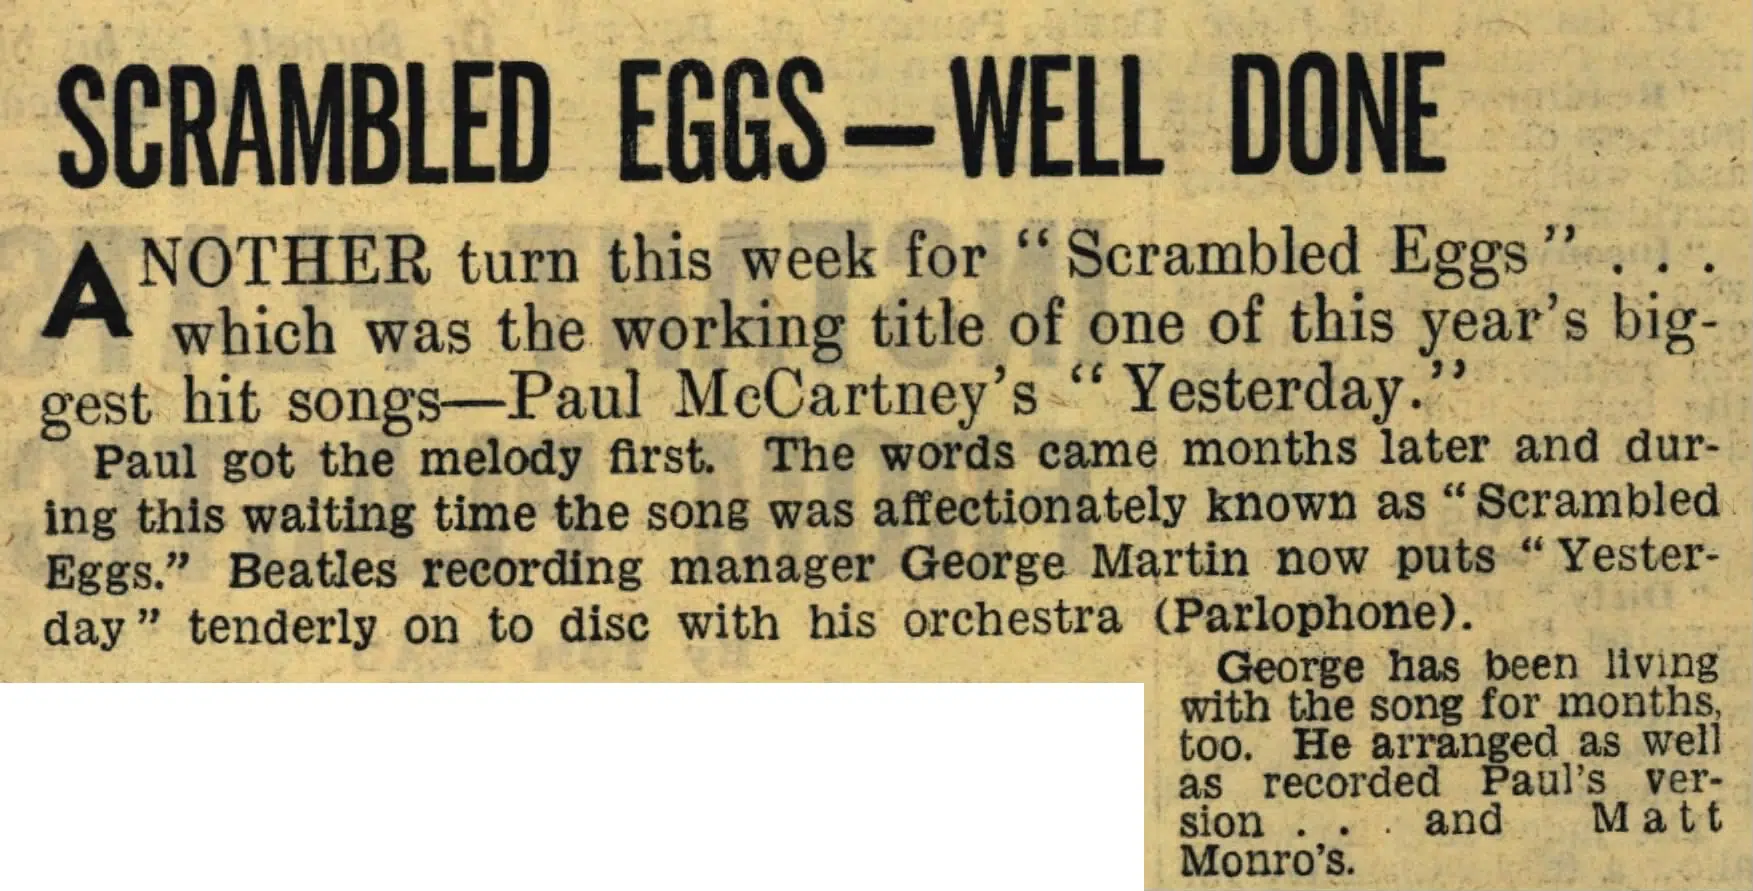 SCRAMBLED EGGS—WELL DONE
ANOTHER turn this week for “Scrambled Eggs” . . .
which was the working title of one of this year’s big-
gest hit songs—Paul McCartney’s “Yesterday.”
Paul got the melody first. The words came months later and dur-
ing this waiting time the song was affectionately known as “Scrambled
Eggs.” Beatles recording manager George Martin now puts “Yester-
day” tenderly on to disc with his orchestra (Parlophone).
George has been living
with the song for months,
too. He arranged as well
as recorded Paul’s ver-
sion . . . and Matt
Monro’s.